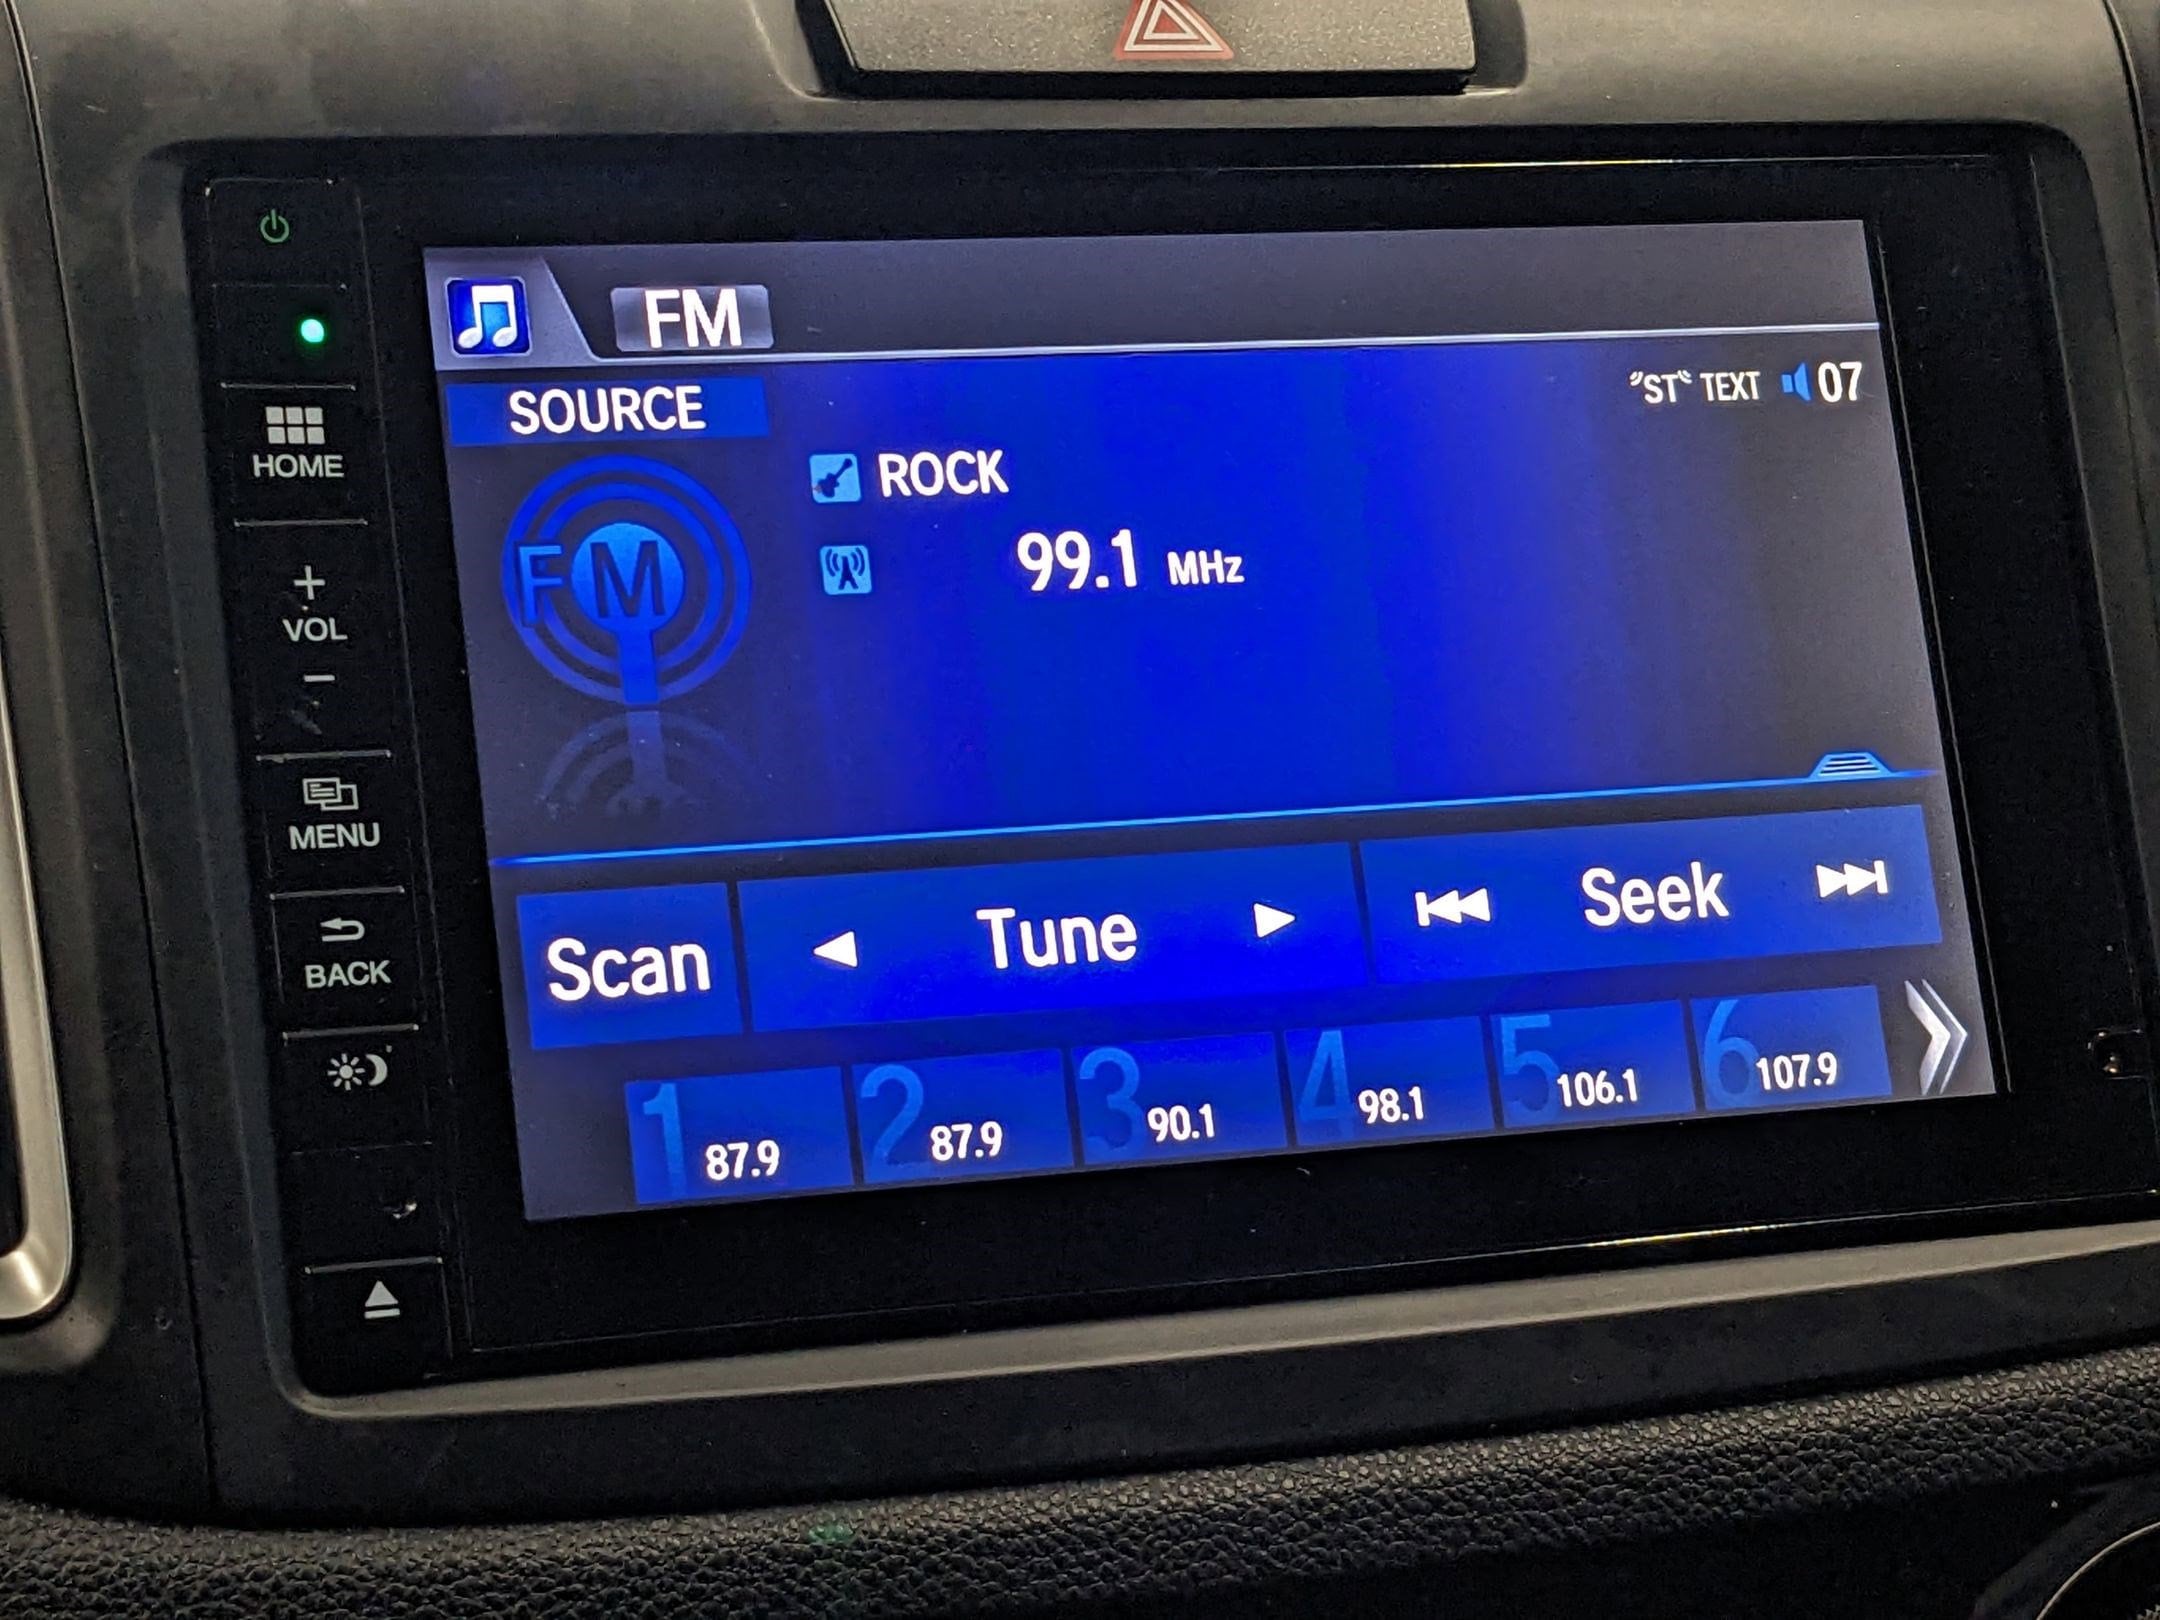 FM
SOURCE
"ST" TEXT 07
HOME
ROCK
FM
99.1 MHz
+
VOL
−
MENU
Scan Tune Seek
BACK
1 87.9 2 87.9 3 90.1 4 98.1 5 106.1 6 107.9